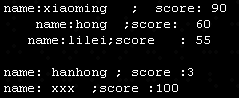 name:xiaoming   ;  score: 90
    name:hong  ;score:  60
   name:lilei;score   : 55

name: hanhong ; score :3
name: xxx  ;score :100